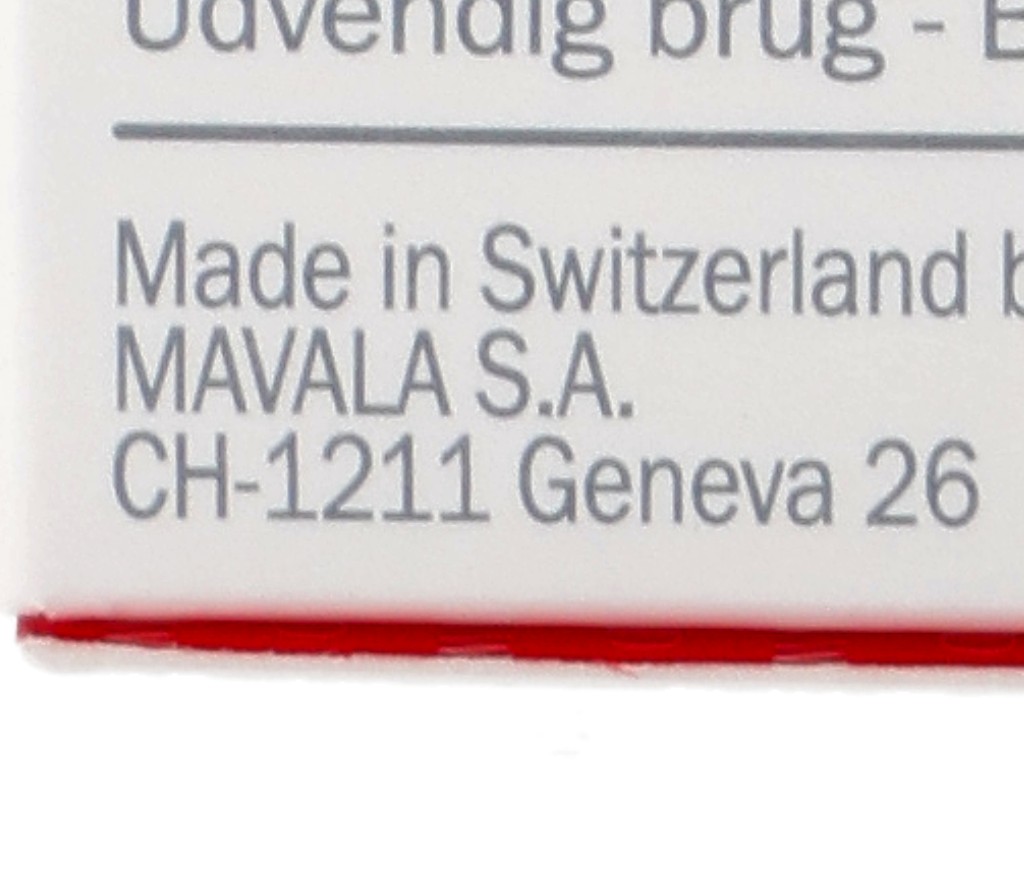 Udvendig brug -
Made in Switzerland b
MAVALA S.A.
CH-1211 Geneva 26